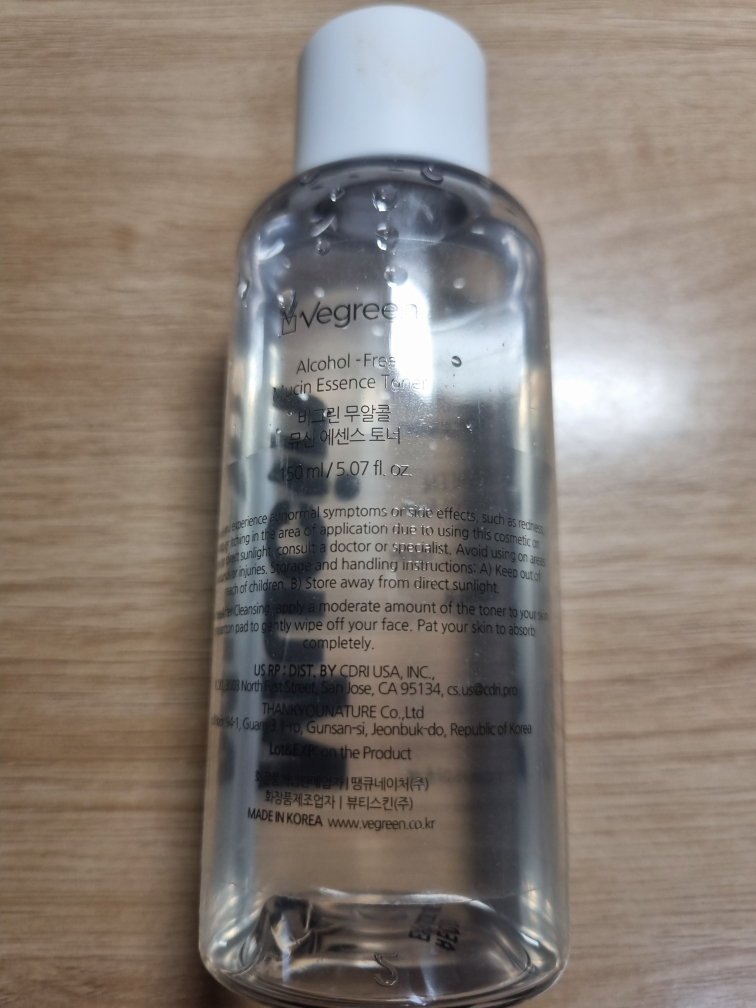 Vegreen
Alcohol-Free
Mucin Essence Toner
비그린 무알콜
뮤신 에센스 토너
150 ml / 5.07 fl. oz.
experience abnormal symptoms or side effects, such as redness,
itching in the area of application due to using this cosmetic or
direct sunlight, consult a doctor or specialist. Avoid using on areas
or injuries. Storage and handling instructions: A) Keep out of
reach of children. B) Store away from direct sunlight.
Cleansing, apply a moderate amount of the toner to your skin
pad to gently wipe off your face. Pat your skin to absorb
completely.
US RP : DIST. BY CDRI USA, INC.,
North First Street, San Jose, CA 95134, cs.us@cdri.pro
THANKYOUNATURE Co.,Ltd
Gunsan-si, Jeonbuk-do, Republic of Korea
Lot&EXP: on the Product
땡큐네이처(주)
화장품제조업자 | 뷰티스킨(주)
MADE IN KOREA www.vegreen.co.kr